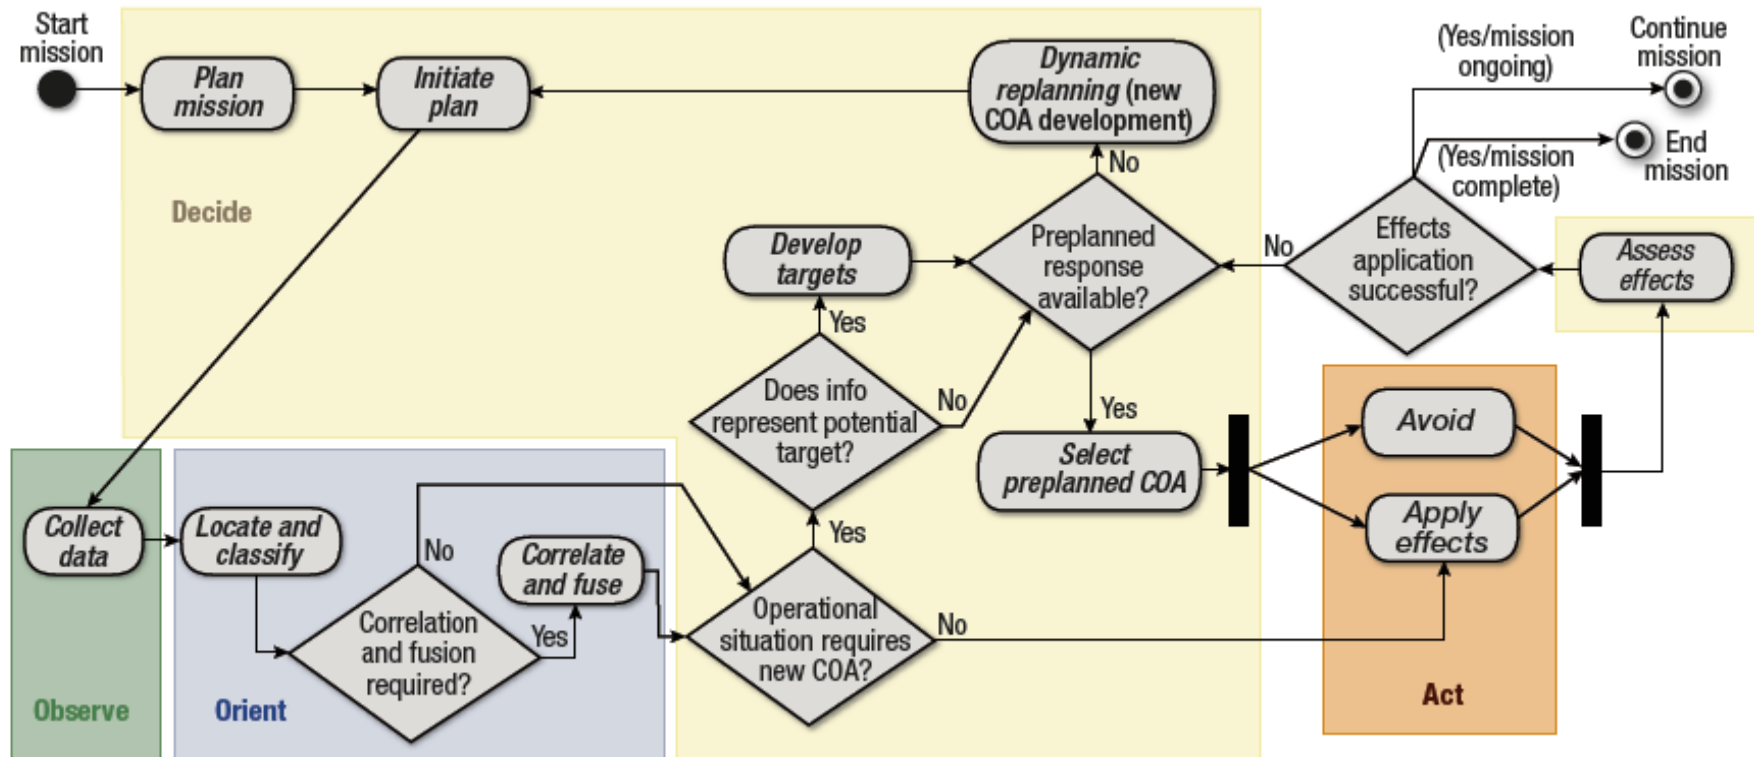 Start
mission
Plan
mission
Initiate
plan
Dynamic
replanning (new
COA development)
(Yes/mission
ongoing)
Continue
mission
(Yes/mission
complete)
End
mission
Decide
No
Develop
targets
Preplanned
response
available?
No
Effects
application
successful?
Assess
effects
Yes
Does info
represent potential
target?
No
Yes
Select
preplanned COA
Avoid
Apply
effects
Collect
data
Locate and
classify
No
Correlate
and fuse
Yes
Correlation
and fusion
required?
Yes
Operational
situation requires
new COA?
No
Observe
Orient
Act